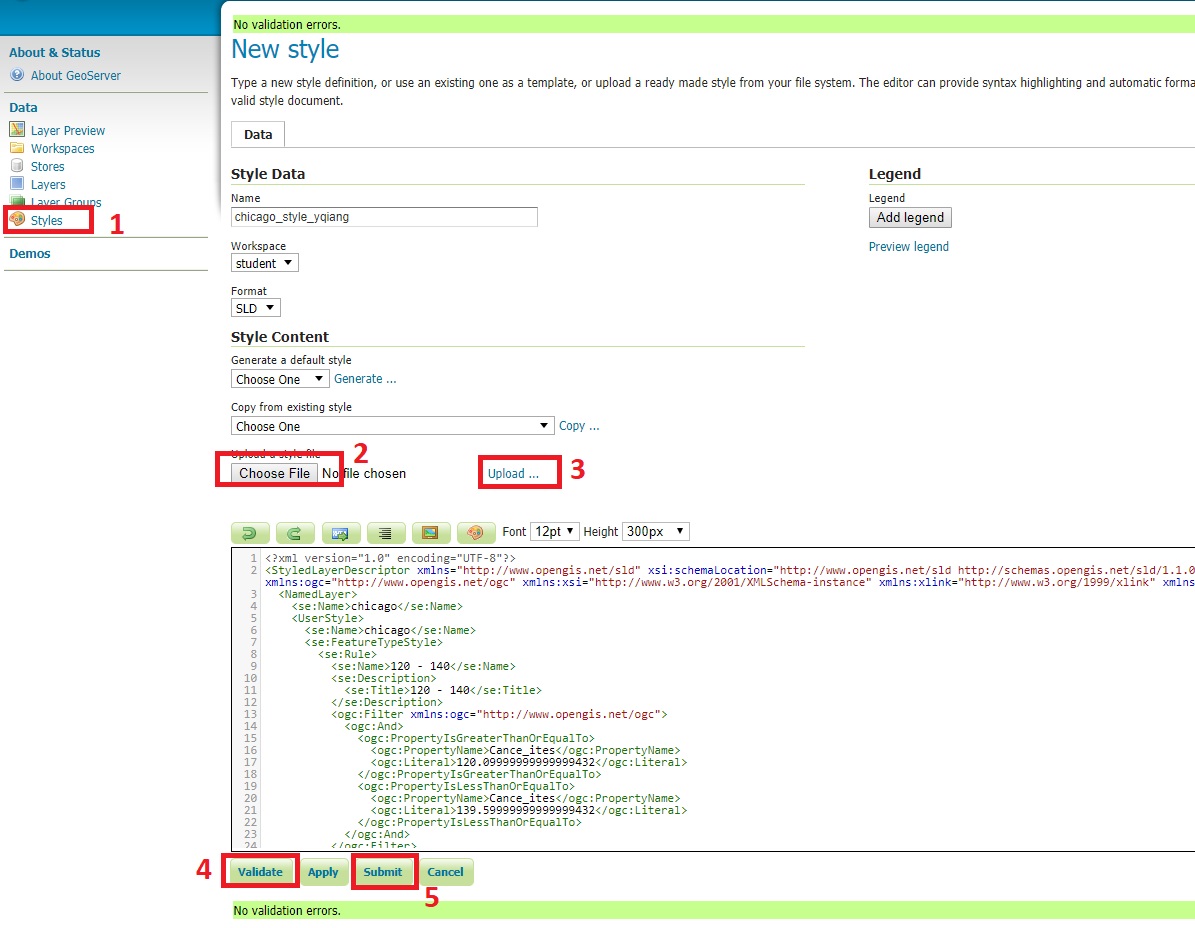 No validation errors.
New style
Type a new style definition, or use an existing one as a template, or upload a ready made style from your file system. The editor can provide syntax highlighting and automatic forma
valid style document.
About & Status
About GeoServer
Data
Layer Preview
Workspaces
Stores
Layers
Layer Groups
Styles
1
Demos
Data
Style Data
Name
chicago_style_yqiang
Workspace
student
Format
SLD
Legend
Legend
Add legend
Preview legend
Style Content
Generate a default style
Choose One Generate ...
Copy from existing style
Choose One Copy ...
Upload a style file
2
Choose File No file chosen Upload ... 3
Font 12pt Height 300px
1 <?xml version="1.0" encoding="UTF-8"?>
2 <StyledLayerDescriptor xmlns="http://www.opengis.net/sld" xsi:schemaLocation="http://www.opengis.net/sld http://schemas.opengis.net/sld/1.1.0
xmlns:ogc="http://www.opengis.net/ogc" xmlns:xsi="http://www.w3.org/2001/XMLSchema-instance" xmlns:xlink="http://www.w3.org/1999/xlink" xmlns
3 <NamedLayer>
4 <se:Name>chicago</se:Name>
5 <UserStyle>
6 <se:Name>chicago</se:Name>
7 <se:FeatureTypeStyle>
8 <se:Rule>
9 <se:Name>120 - 140</se:Name>
10 <se:Description>
11 <se:Title>120 - 140</se:Title>
12 </se:Description>
13 <ogc:Filter xmlns:ogc="http://www.opengis.net/ogc">
14 <ogc:And>
15 <ogc:PropertyIsGreaterThanOrEqualTo>
16 <ogc:PropertyName>Cance_ites</ogc:PropertyName>
17 <ogc:Literal>120.09999999999999432</ogc:Literal>
18 </ogc:PropertyIsGreaterThanOrEqualTo>
19 <ogc:PropertyIsLessThanOrEqualTo>
20 <ogc:PropertyName>Cance_ites</ogc:PropertyName>
21 <ogc:Literal>139.59999999999999432</ogc:Literal>
22 </ogc:PropertyIsLessThanOrEqualTo>
23 </ogc:And>
24 </ogc:Filter>
4 Validate Apply Submit Cancel
5
No validation errors.